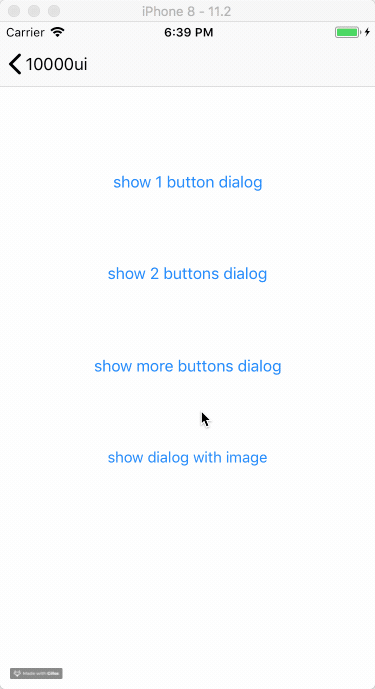 iPhone 8 - 11.2
Carrier 6:39 PM
10000ui
show 1 button dialog
show 2 buttons dialog
show more buttons dialog
show dialog with image
Made with Gifox